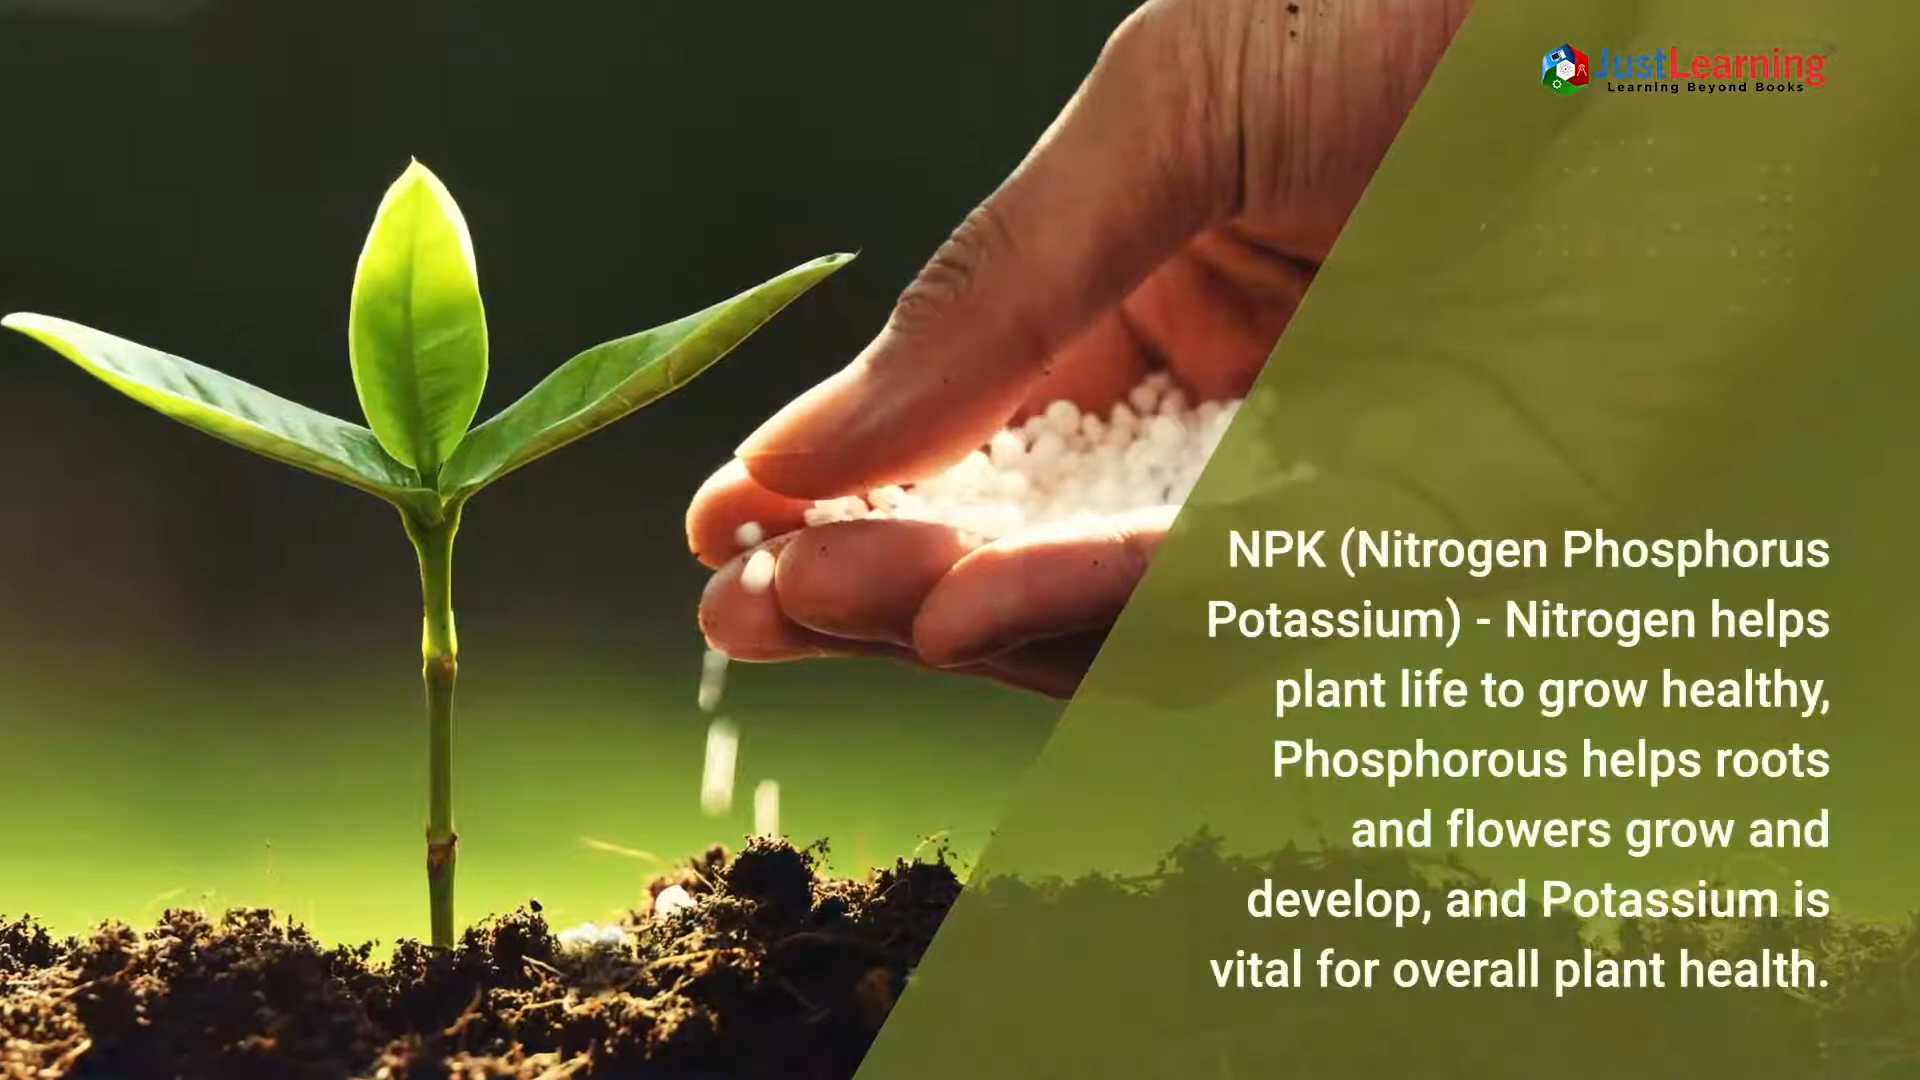 JustLearning
Learning Beyond Books
NPK (Nitrogen Phosphorus
Potassium) - Nitrogen helps
plant life to grow healthy,
Phosphorous helps roots
and flowers grow and
develop, and Potassium is
vital for overall plant health.